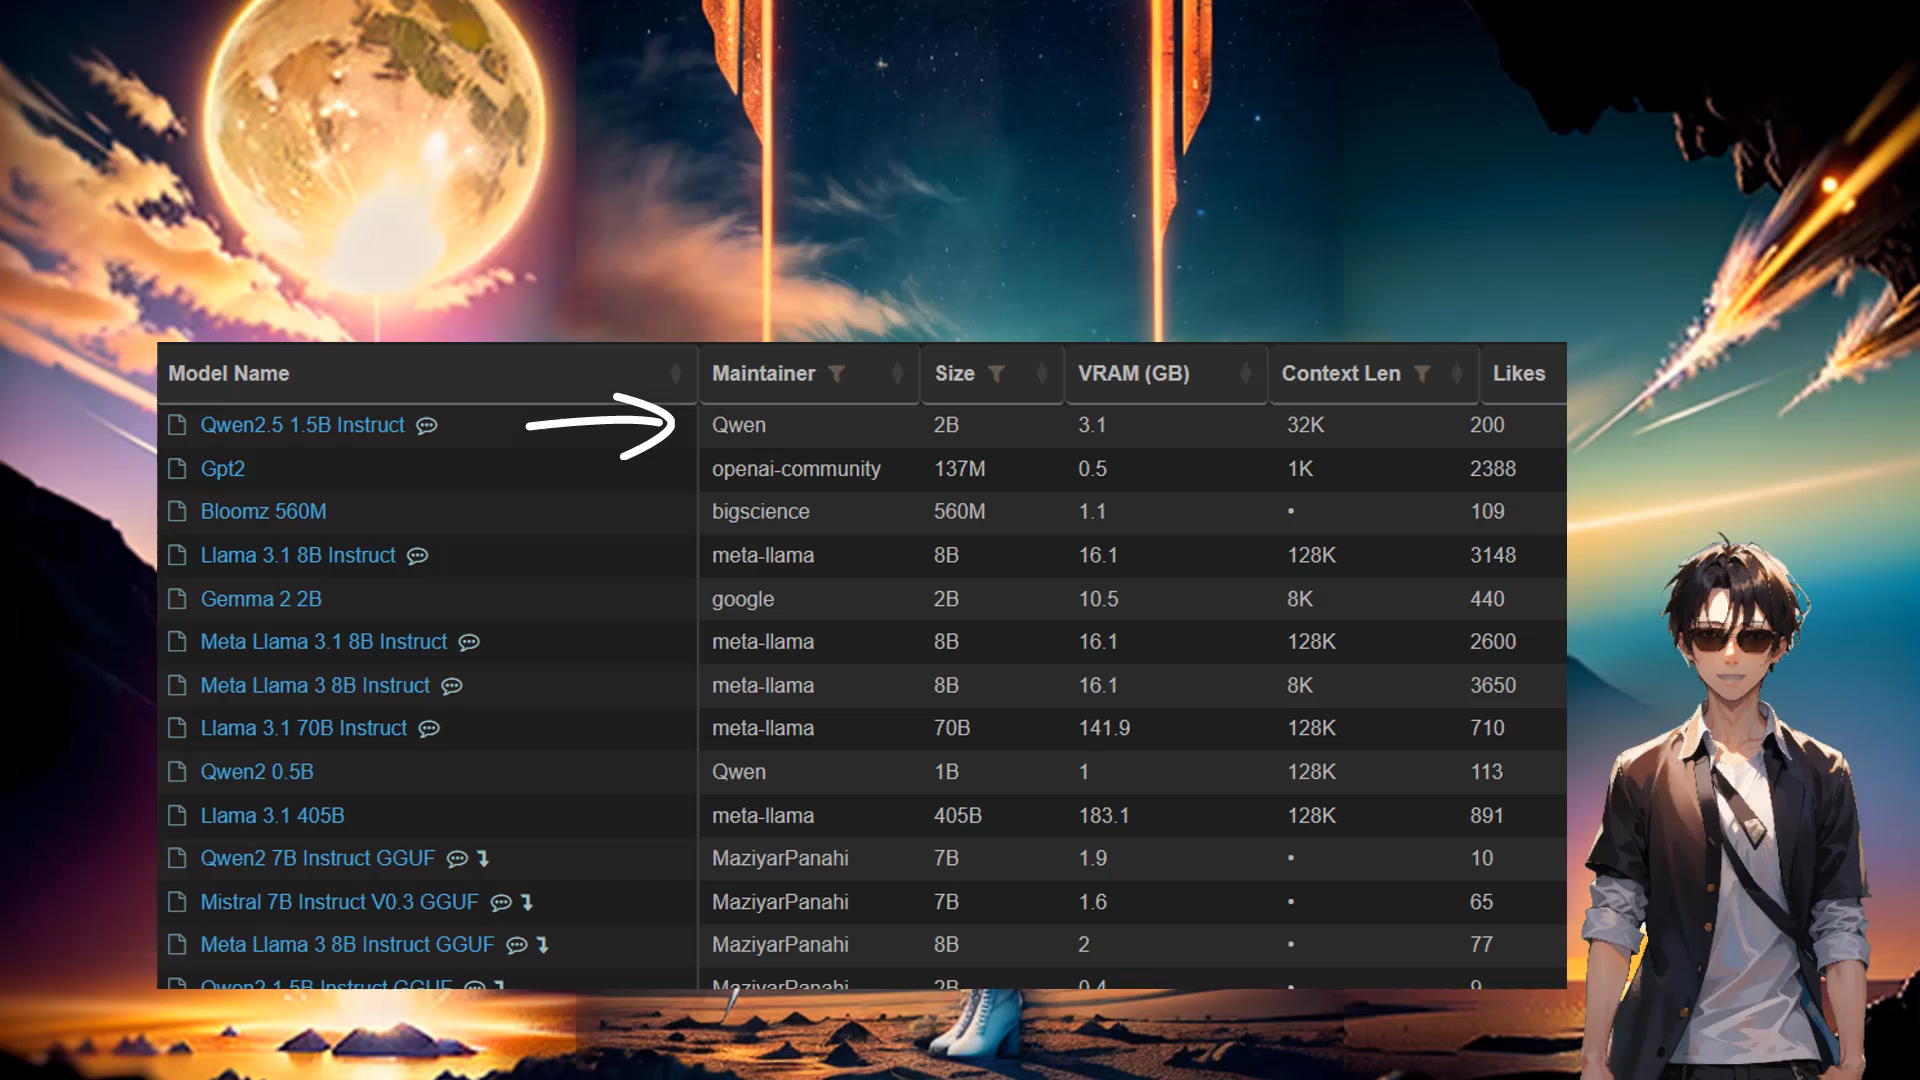 Model Name Maintainer Size VRAM (GB) Context Len Likes
Qwen2.5 1.5B Instruct Qwen 2B 3.1 32K 200
Gpt2 openai-community 137M 0.5 1K 2388
Bloomz 560M bigscience 560M 1.1 • 109
Llama 3.1 8B Instruct meta-llama 8B 16.1 128K 3148
Gemma 2 2B google 2B 10.5 8K 440
Meta Llama 3.1 8B Instruct meta-llama 8B 16.1 128K 2600
Meta Llama 3 8B Instruct meta-llama 8B 16.1 8K 3650
Llama 3.1 70B Instruct meta-llama 70B 141.9 128K 710
Qwen2 0.5B Qwen 1B 1 128K 113
Llama 3.1 405B meta-llama 405B 183.1 128K 891
Qwen2 7B Instruct GGUF MaziyarPanahi 7B 1.9 • 10
Mistral 7B Instruct V0.3 GGUF MaziyarPanahi 7B 1.6 • 65
Meta Llama 3 8B Instruct GGUF MaziyarPanahi 8B 2 • 77
Qwen2 1.5B Instruct GGUF MaziyarPanahi 2B 0.4 • 9